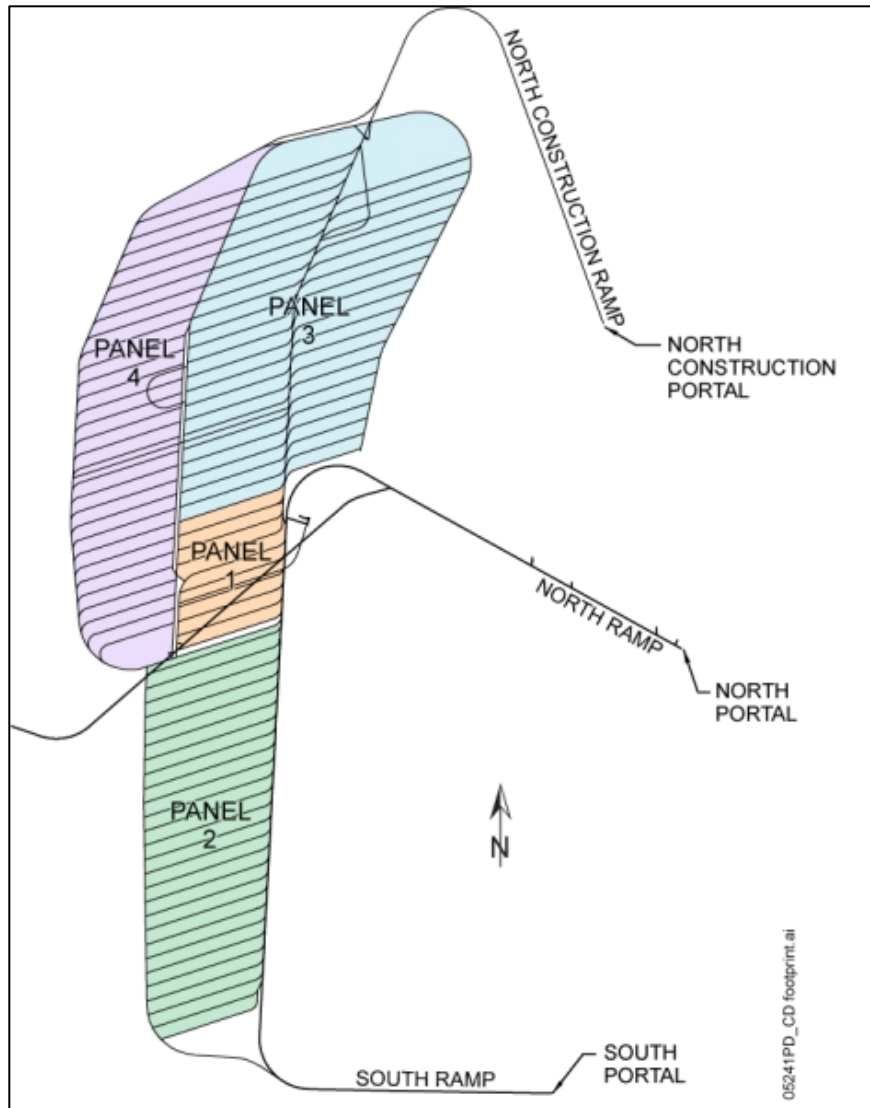 NORTH CONSTRUCTION RAMP
PANEL
3
PANEL
4
NORTH
CONSTRUCTION
PORTAL
PANEL
1
NORTH RAMP
NORTH
PORTAL
PANEL
2
N
SOUTH RAMP
SOUTH
PORTAL
05241PD_CD footprint.ai